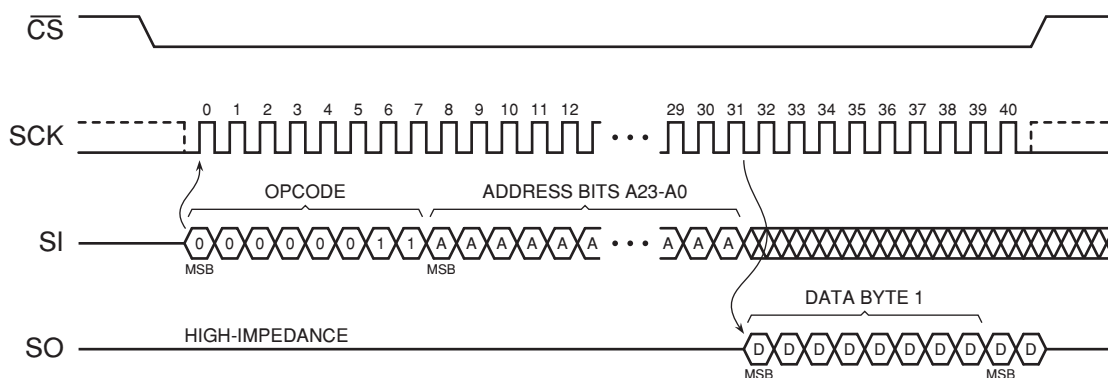 CS
0 1 2 3 4 5 6 7 8 9 10 11 12 29 30 31 32 33 34 35 36 37 38 39 40
SCK
OPCODE ADDRESS BITS A23-A0
SI 0 0 0 0 0 0 1 1 A A A A A A A A A
MSB MSB
DATA BYTE 1
HIGH-IMPEDANCE
SO D D D D D D D D D D
MSB MSB